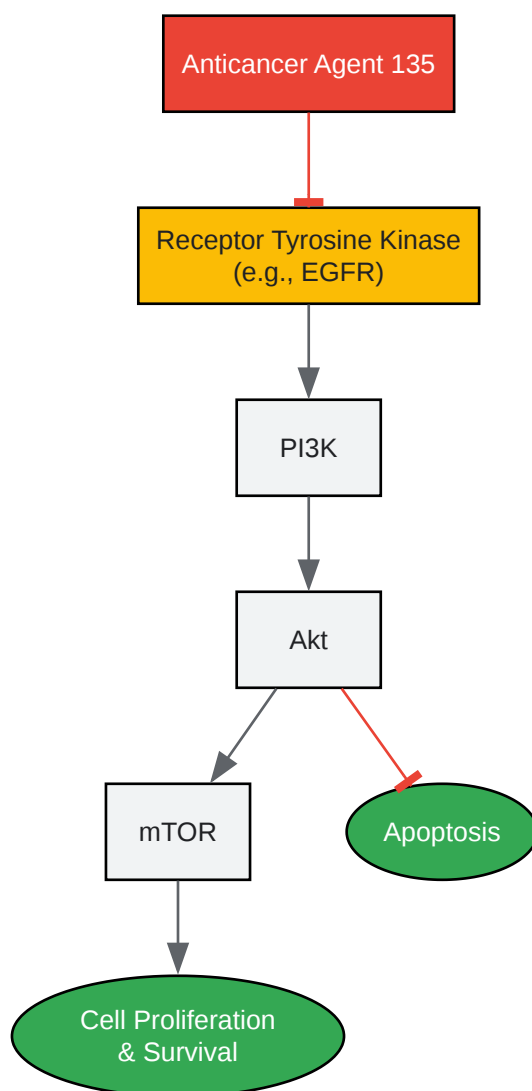 Anticancer Agent 135
Receptor Tyrosine Kinase
(e.g., EGFR)
PI3K
Akt
mTOR
Apoptosis
Cell Proliferation
& Survival